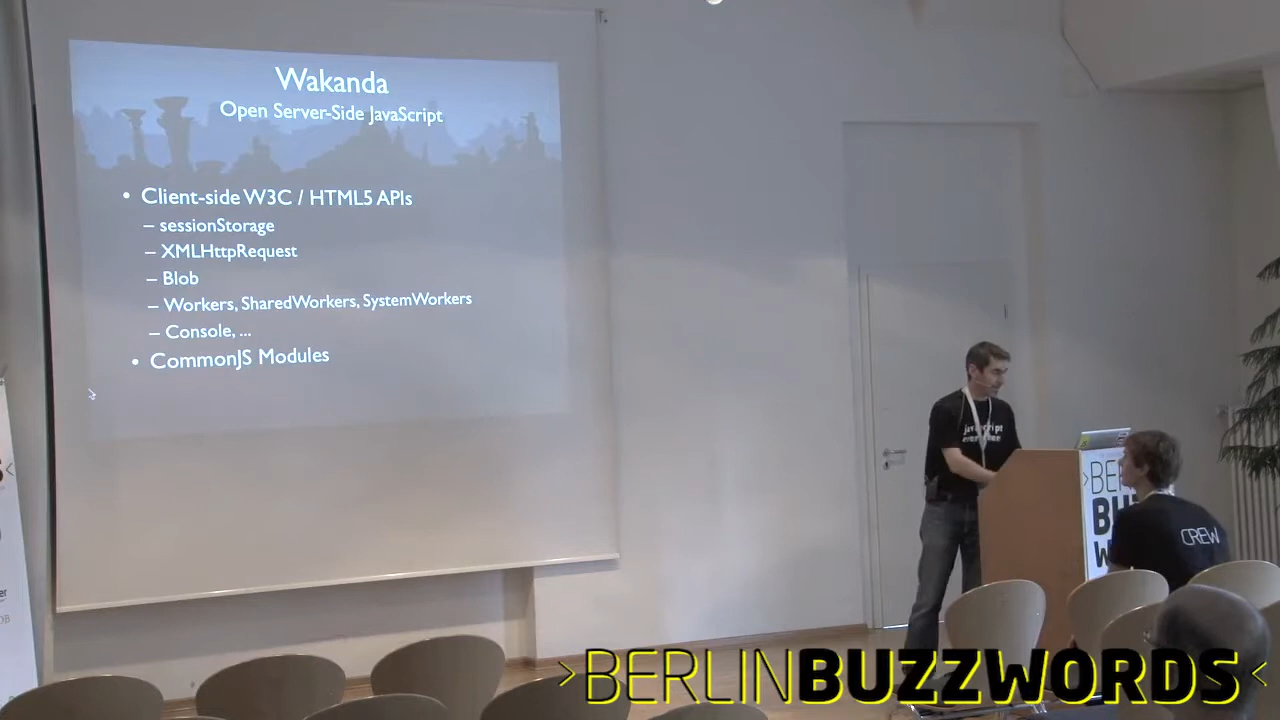 Wakanda
Open Server-Side JavaScript
• Client-side W3C / HTML5 APIs
– sessionStorage
– XMLHttpRequest
– Blob
– Workers, SharedWorkers, SystemWorkers
– Console, ...
• CommonJS Modules
javascript
CREW
>BERLINBUZZWORDS<